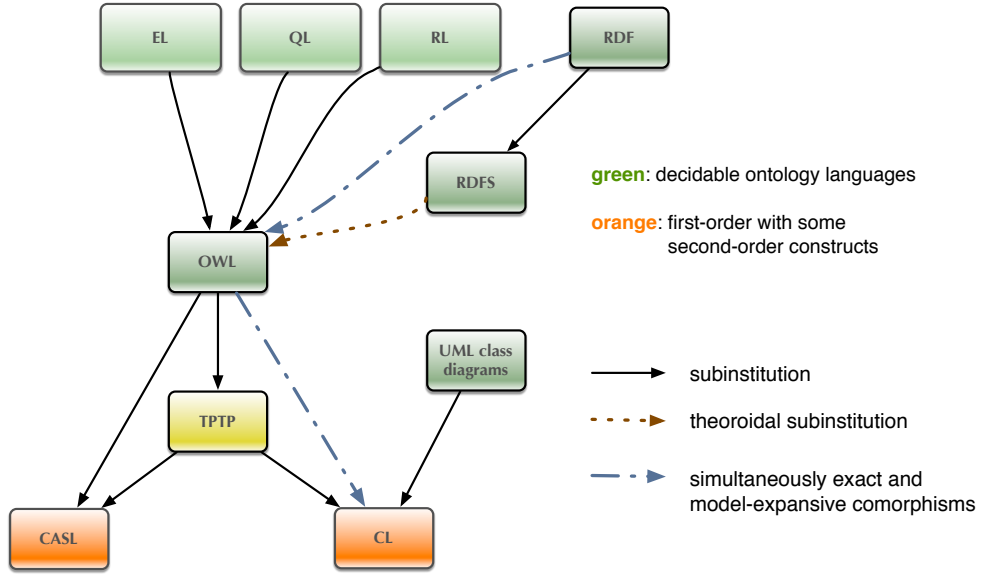 EL
QL
RL
RDF
RDFS
green: decidable ontology languages
orange: first-order with some
second-order constructs
OWL
UML class
diagrams
subinstitution
TPTP
theoroidal subinstitution
simultaneously exact and
model-expansive comorphisms
CASL
CL